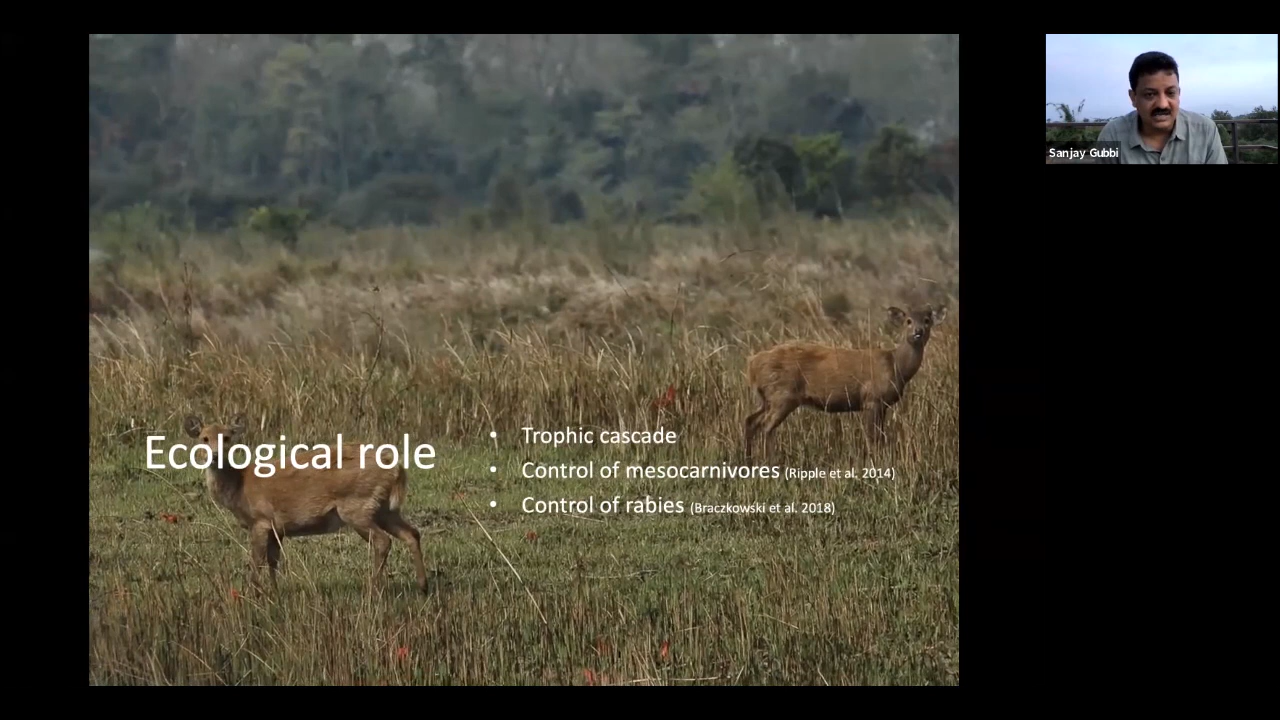 Ecological role
• Trophic cascade
• Control of mesocarnivores (Ripple et al. 2014)
• Control of rabies (Braczkowski et al. 2018)
Sanjay Gubbi